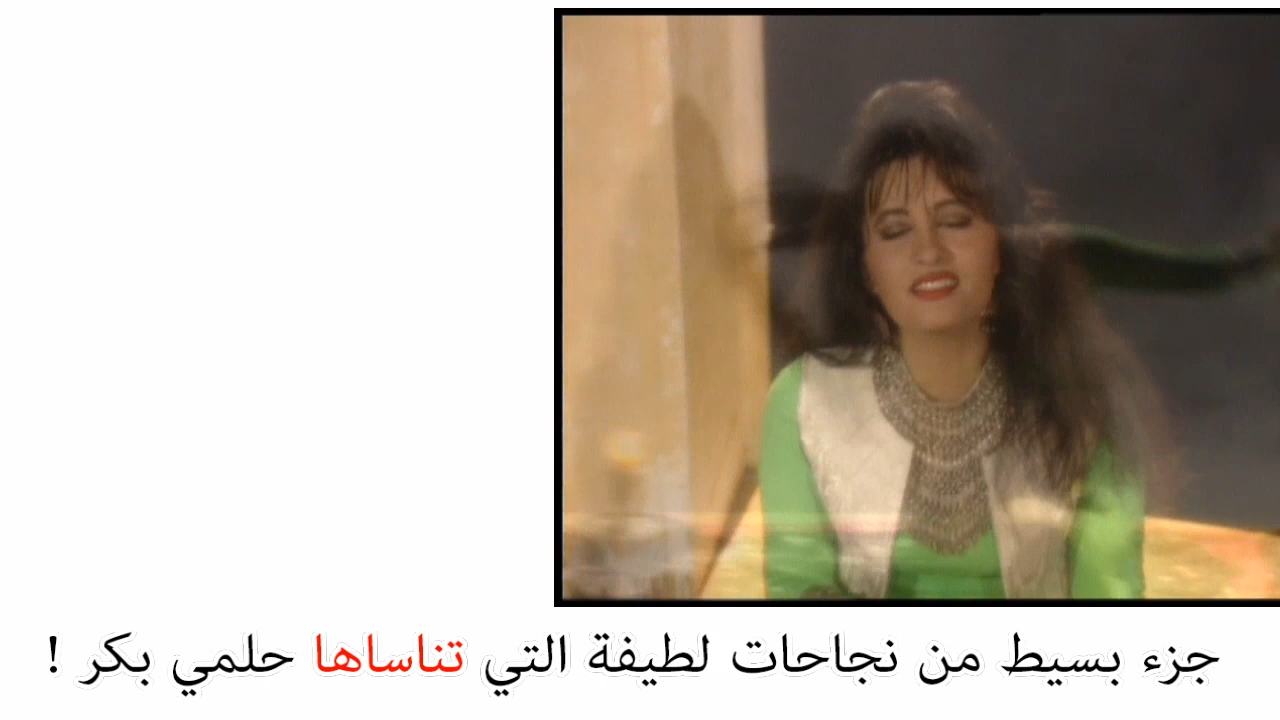 جزء بسيط من نجاحات لطيفة التي تناساها حلمي بكر !